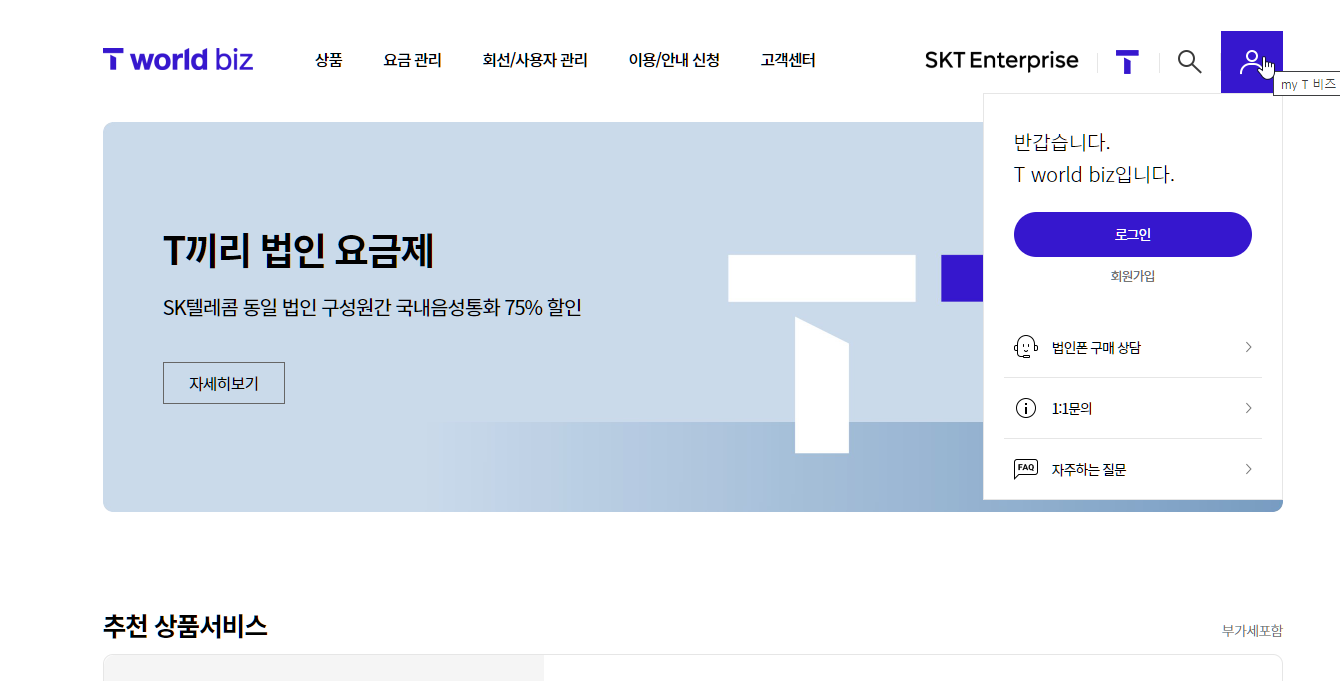 T world biz 상품 요금 관리 회선/사용자 관리 이용/안내 신청 고객센터 SKT Enterprise T
my T 비즈
반갑습니다.
T world biz입니다.
로그인
회원가입
법인폰 구매 상담
1:1문의
FAQ 자주하는 질문
T끼리 법인 요금제
SK텔레콤 동일 법인 구성원간 국내음성통화 75% 할인
자세히보기
추천 상품서비스
부가세포함